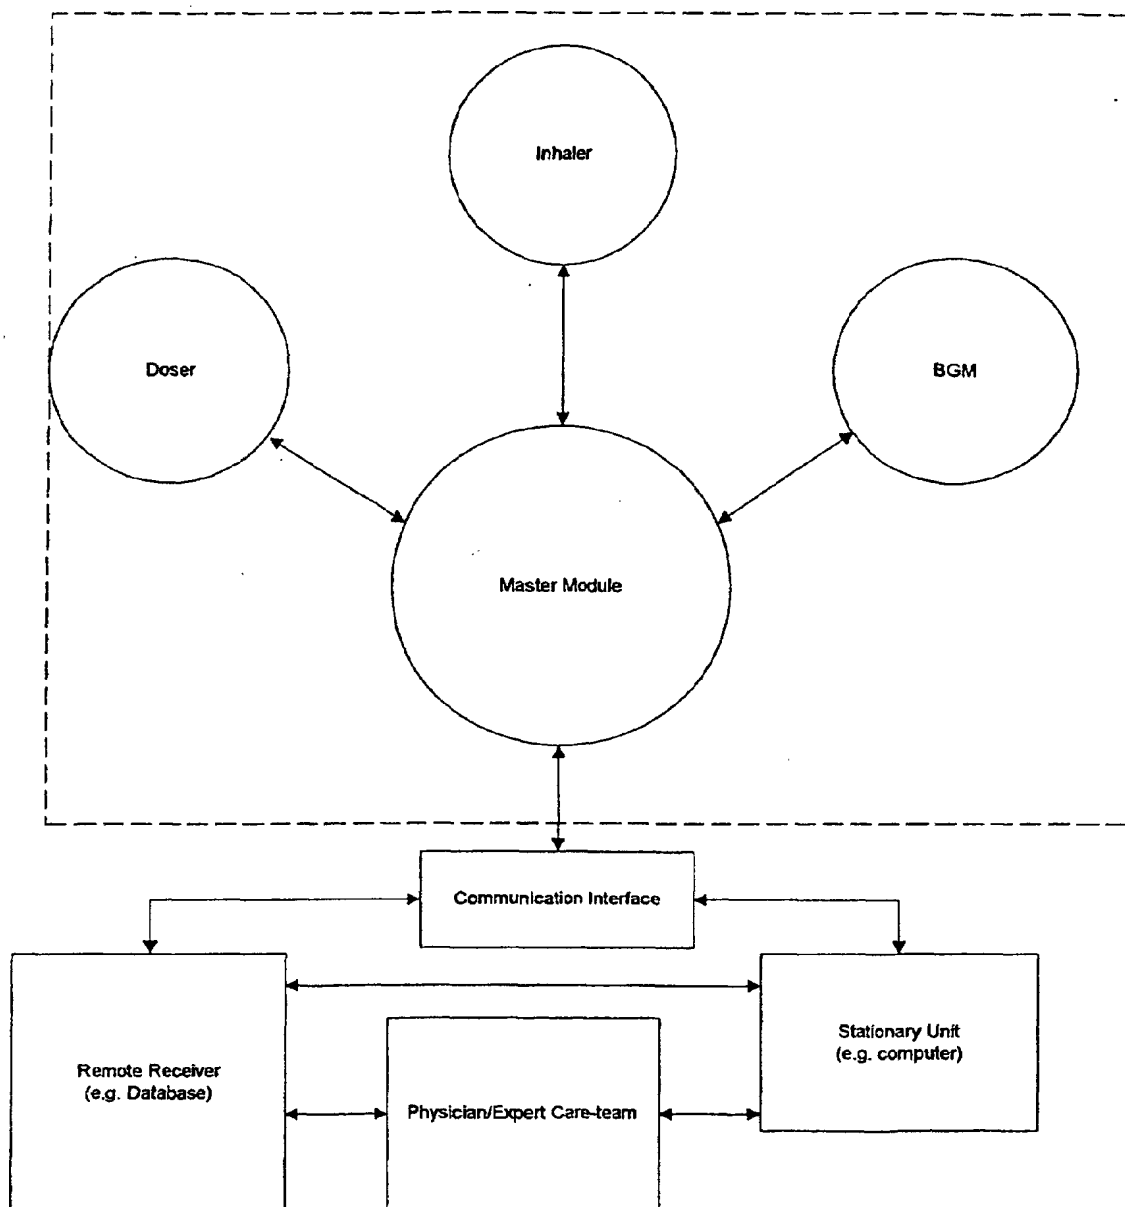 Inhaler
Doser
BGM
Master Module
Communication Interface
Stationary Unit
(e.g. computer)
Remote Receiver
(e.g. Database)
Physician/Expert Care-team